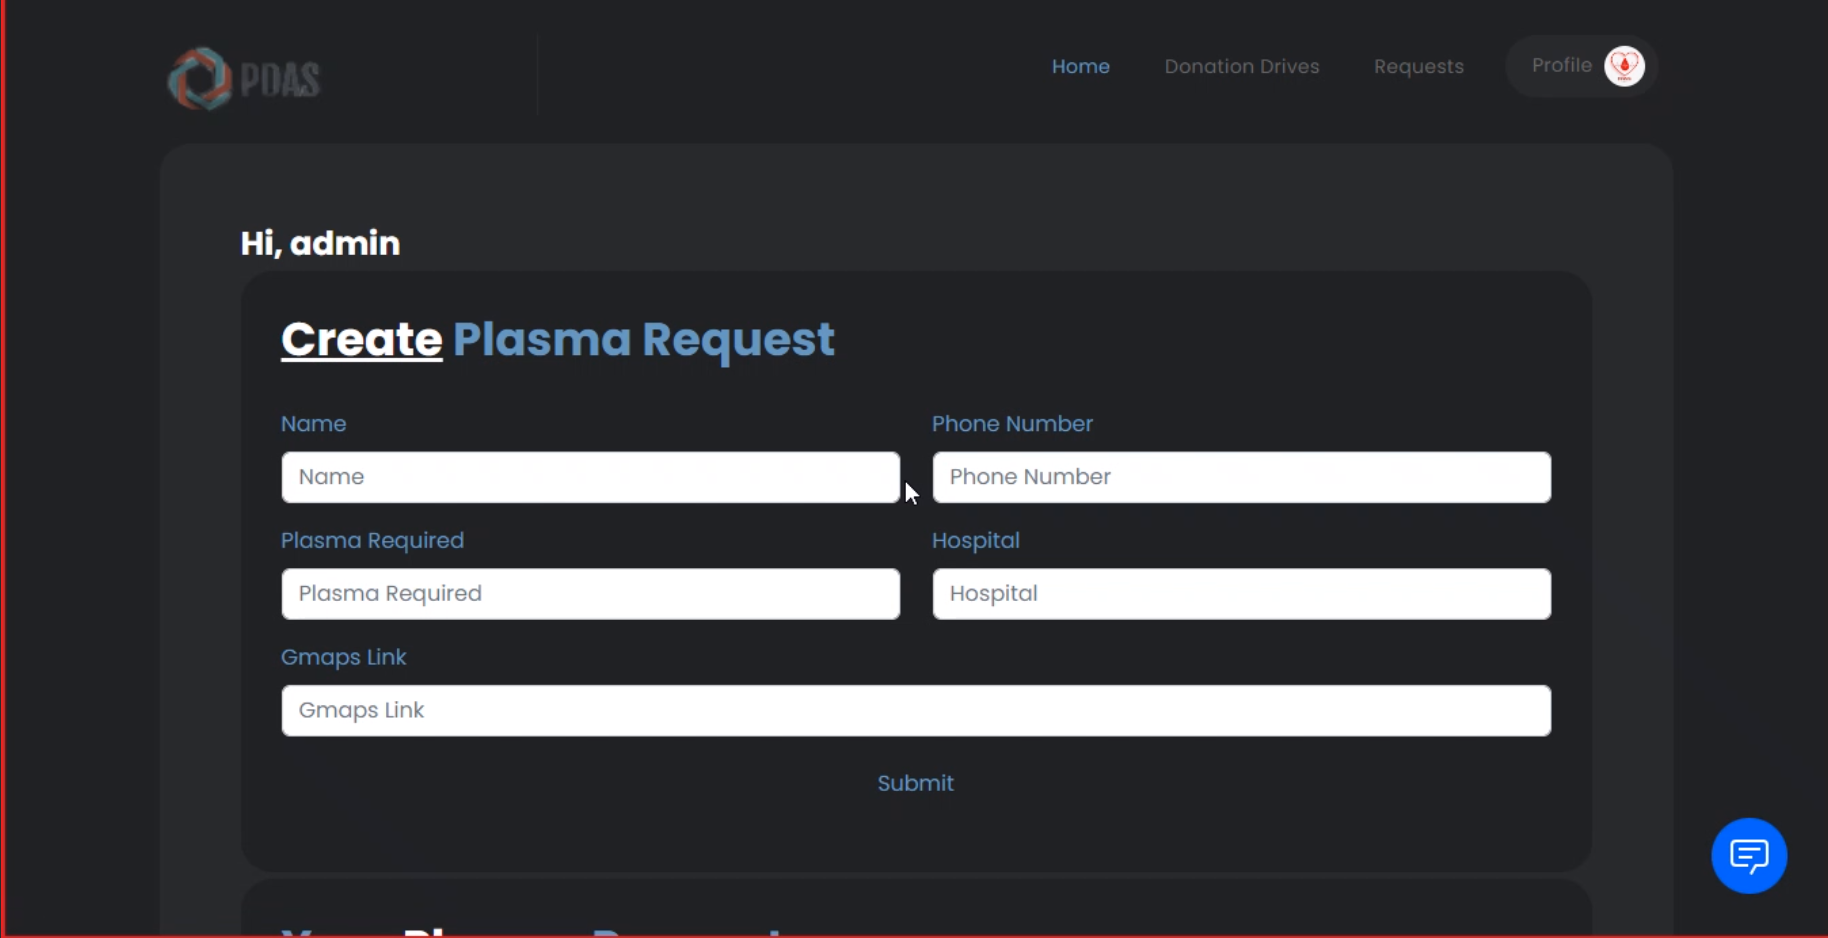 PDAS
Home Donation Drives Requests Profile
Hi, admin
Create Plasma Request
Name Phone Number
Name Phone Number
Plasma Required Hospital
Plasma Required Hospital
Gmaps Link
Gmaps Link
Submit